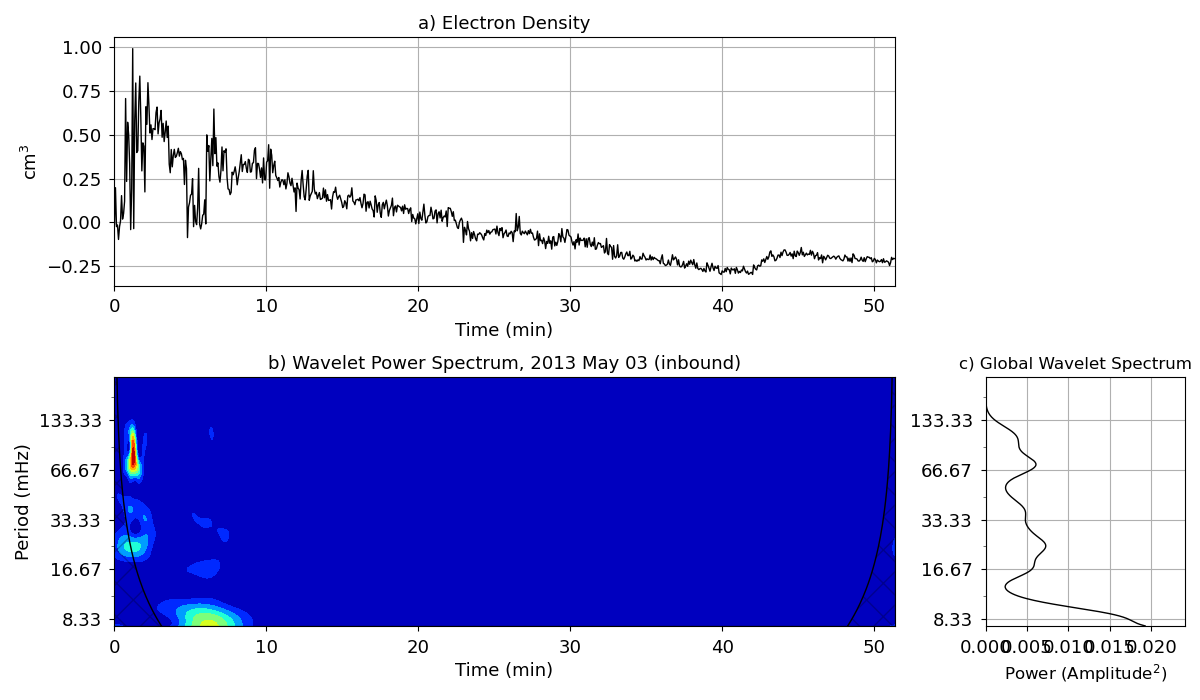 a) Electron Density
1.00
0.75
0.50
0.25
0.00
−0.25
cm³
0 10 20 30 40 50
Time (min)
b) Wavelet Power Spectrum, 2013 May 03 (inbound)
133.33
66.67
33.33
16.67
8.33
Period (mHz)
0 10 20 30 40 50
Time (min)
c) Global Wavelet Spectrum
133.33
66.67
33.33
16.67
8.33
0.000 0.005 0.010 0.015 0.020
Power (Amplitude²)